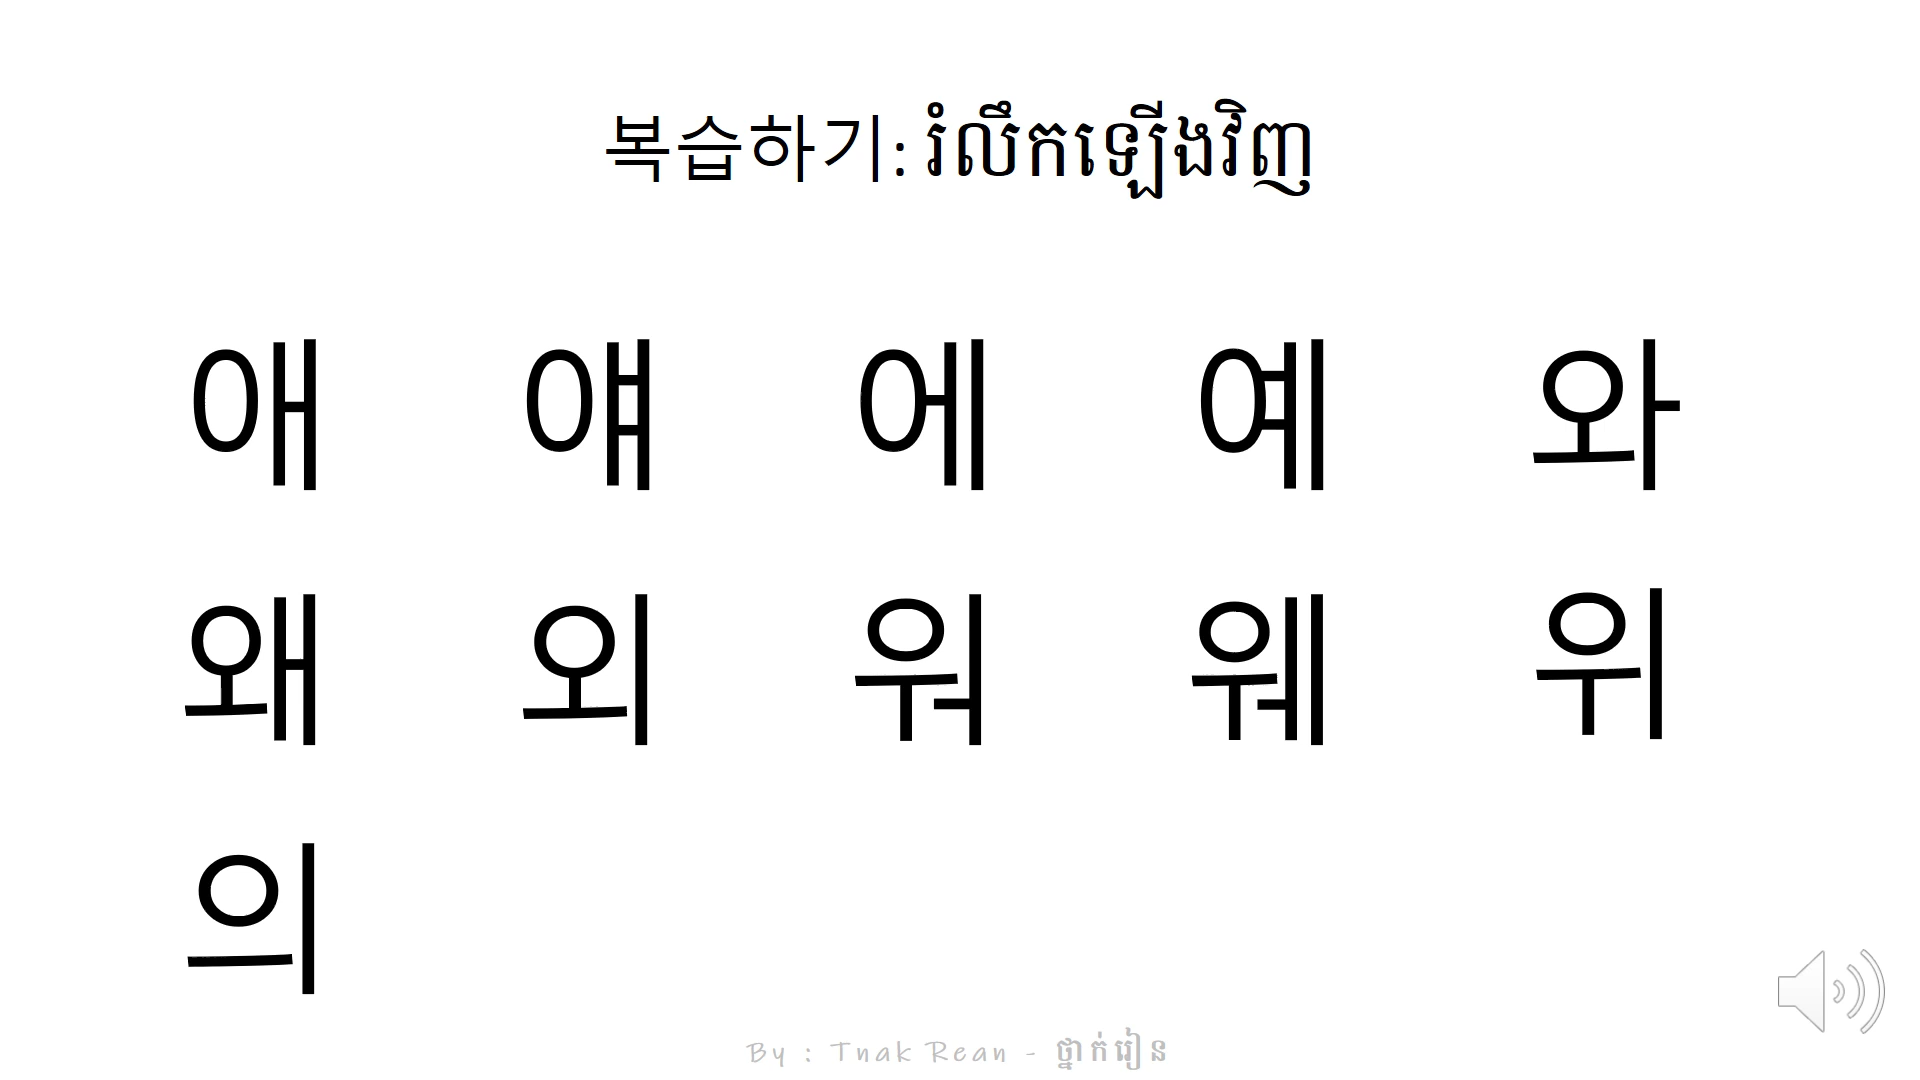 복습하기: រំលឹកឡើងវិញ
애 얘 에 예 와
왜 외 워 웨 위
의
By : Tnak Rean - ថ្នាក់រៀន